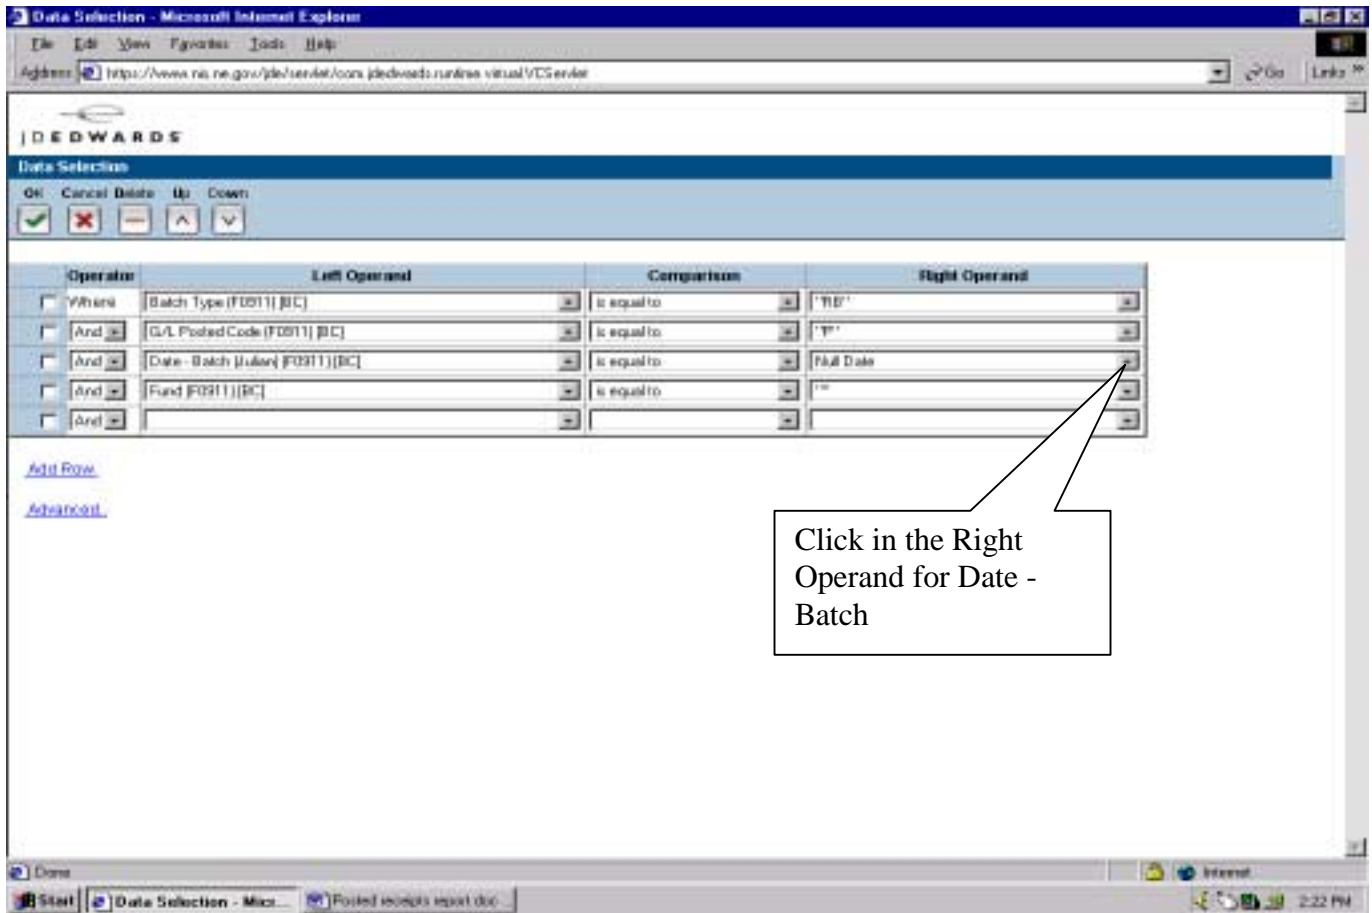 Data Selection - Microsoft Internet Explorer
File Edit View Favorites Tools Help
Address https://www.nis.ne.gov/jde/servlet/com.jdedwards.runtime.virtual.VCServlet Go Links »
JDEDWARDS
Data Selection
OK Cancel Delete Up Down
Operator Left Operand Comparison Right Operand
Where Batch Type (F0911) [BC] is equal to "RB"
And G/L Posted Code (F0911) [BC] is equal to "P"
And Date - Batch (Julian) (F0911) [BC] is equal to Null Date
And Fund (F0911) [BC] is equal to ""
And
Add Row
Advanced
Click in the Right
Operand for Date -
Batch
Done Internet
Start Data Selection - Micr... Posted receipts report.doc ... 2:22 PM